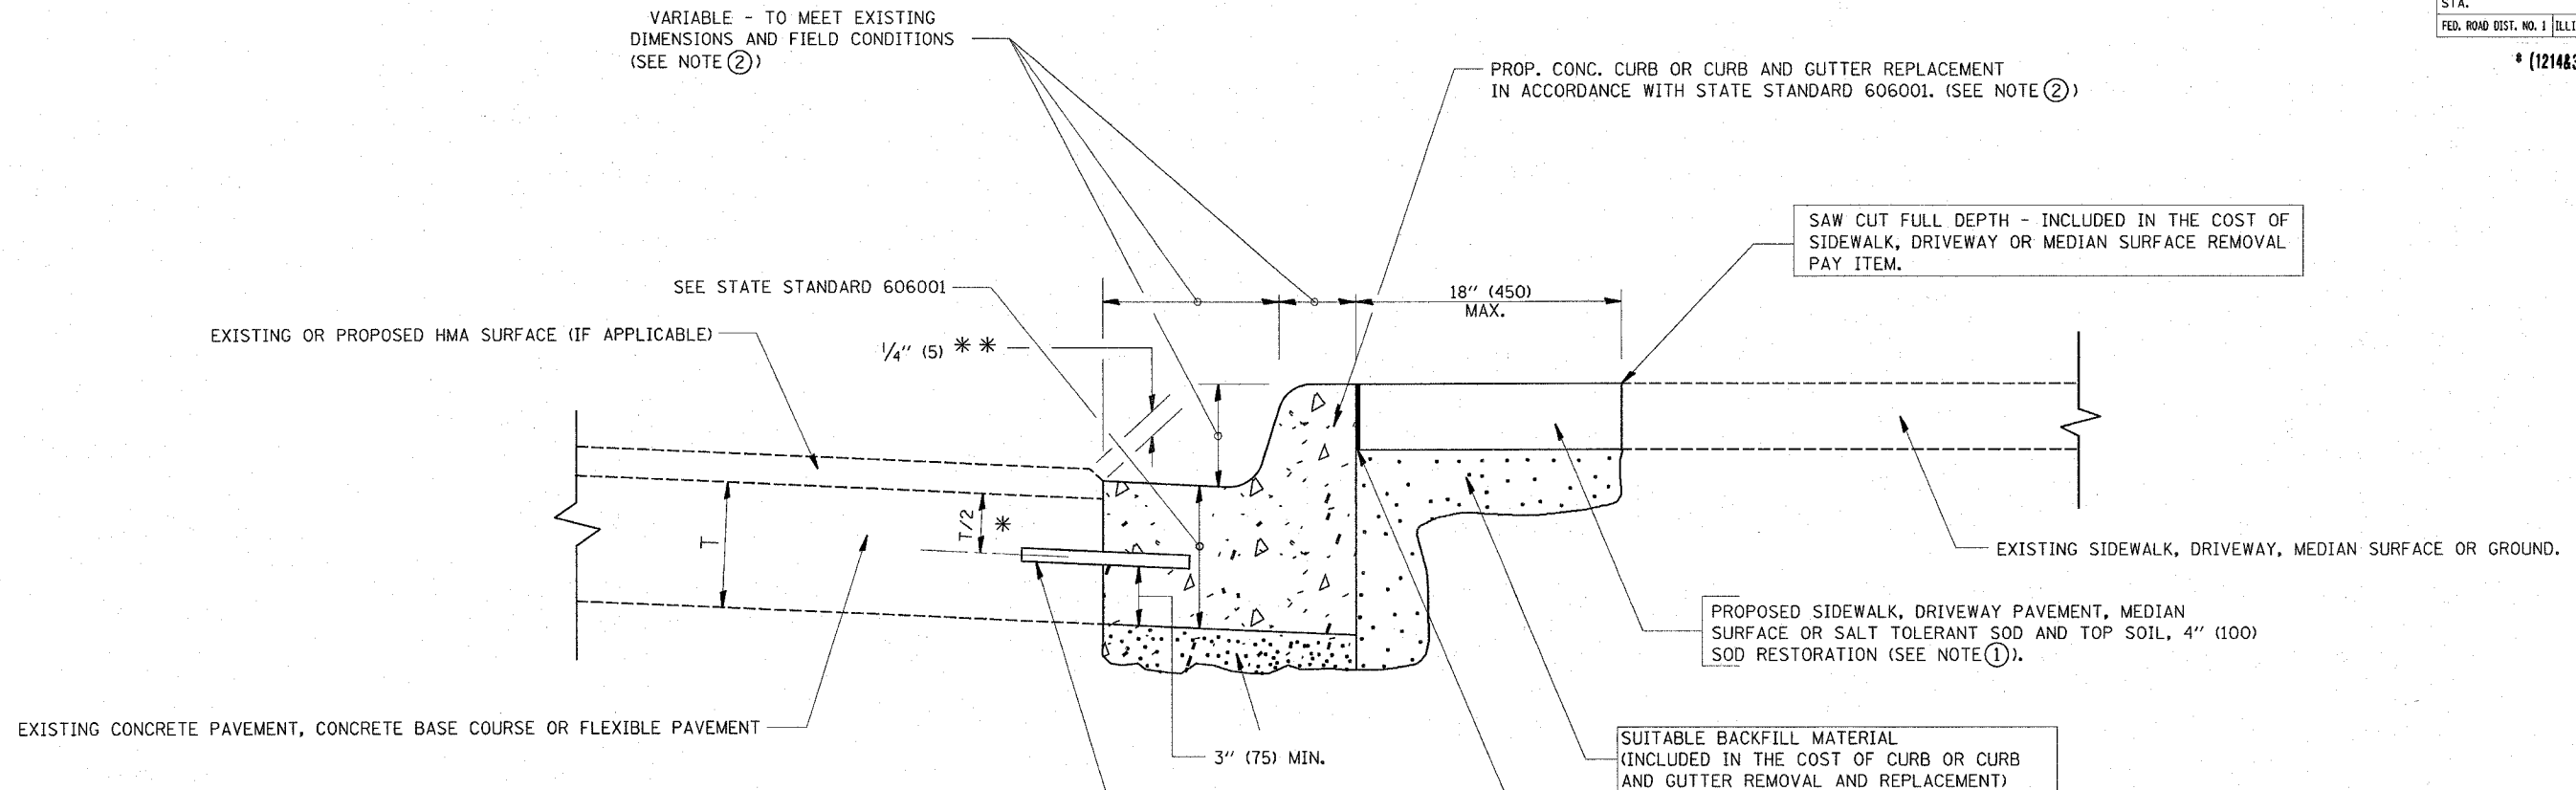 VARIABLE - TO MEET EXISTING
DIMENSIONS AND FIELD CONDITIONS
(SEE NOTE ②)
STA.
FED. ROAD DIST. NO. 1
* (1214&3
PROP. CONC. CURB OR CURB AND GUTTER REPLACEMENT
IN ACCORDANCE WITH STATE STANDARD 606001. (SEE NOTE ②)
SAW CUT FULL DEPTH - INCLUDED IN THE COST OF
SIDEWALK, DRIVEWAY OR MEDIAN SURFACE REMOVAL
PAY ITEM.
SEE STATE STANDARD 606001
18" (450)
MAX.
EXISTING OR PROPOSED HMA SURFACE (IF APPLICABLE)
1/4" (5) * *
T
T/2
*
EXISTING SIDEWALK, DRIVEWAY, MEDIAN SURFACE OR GROUND.
PROPOSED SIDEWALK, DRIVEWAY PAVEMENT, MEDIAN
SURFACE OR SALT TOLERANT SOD AND TOP SOIL, 4" (100)
SOD RESTORATION (SEE NOTE ①).
EXISTING CONCRETE PAVEMENT, CONCRETE BASE COURSE OR FLEXIBLE PAVEMENT
3" (75) MIN.
SUITABLE BACKFILL MATERIAL
(INCLUDED IN THE COST OF CURB OR CURB
AND GUTTER REMOVAL AND REPLACEMENT)